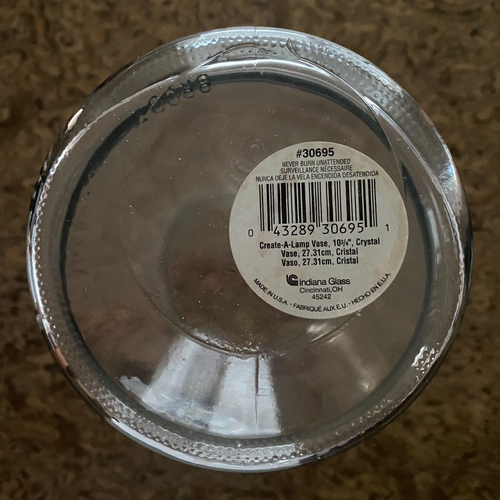 #30695
NEVER BURN UNATTENDED
SURVEILLANCE NÉCESSAIRE
NUNCA DEJE LA VELA ENCENDIDA DESATENDIDA
0 43289 30695 1
Create-A-Lamp Vase, 10¾", Crystal
Vase, 27.31cm, Cristal
Vaso, 27.31cm, Cristal
Indiana Glass
Cincinnati, OH
45242
MADE IN U.S.A. - FABRIQUÉ AUX E.U. - HECHO EN E.U.A